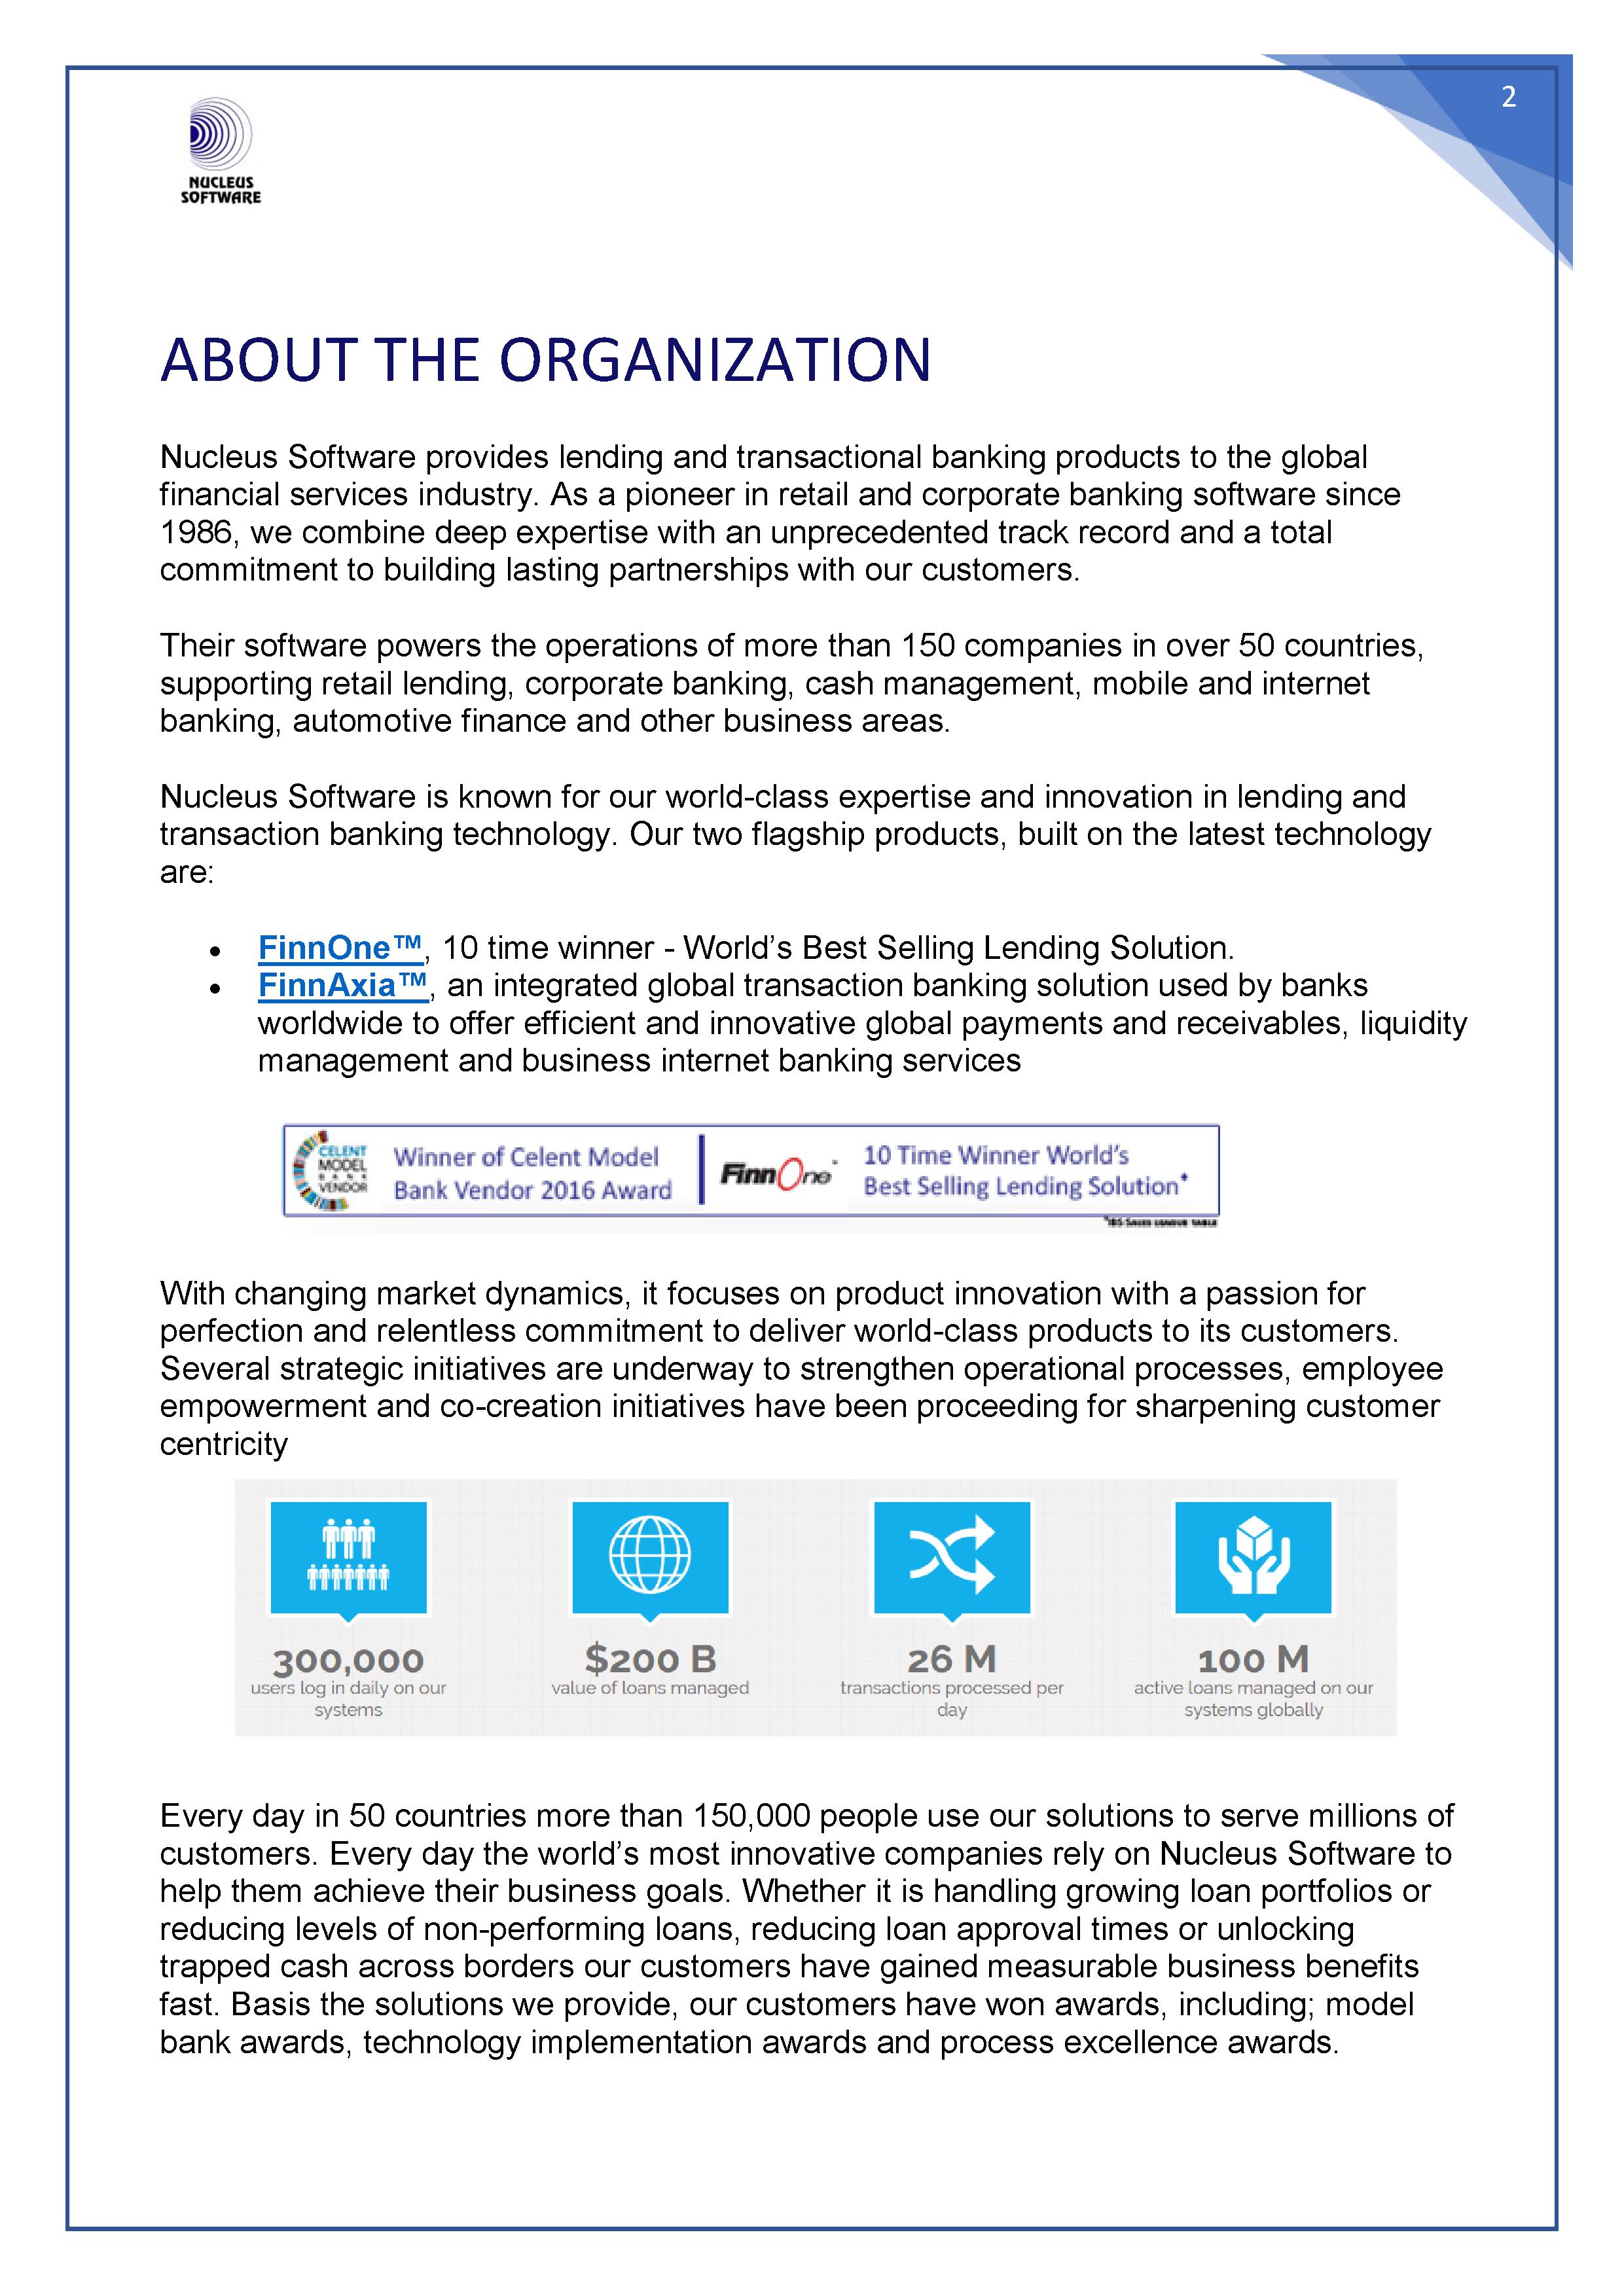 2
NUCLEUS
SOFTWARE
ABOUT THE ORGANIZATION
Nucleus Software provides lending and transactional banking products to the global
financial services industry. As a pioneer in retail and corporate banking software since
1986, we combine deep expertise with an unprecedented track record and a total
commitment to building lasting partnerships with our customers.
Their software powers the operations of more than 150 companies in over 50 countries,
supporting retail lending, corporate banking, cash management, mobile and internet
banking, automotive finance and other business areas.
Nucleus Software is known for our world-class expertise and innovation in lending and
transaction banking technology. Our two flagship products, built on the latest technology
are:
• FinnOne™, 10 time winner - World’s Best Selling Lending Solution.
• FinnAxia™, an integrated global transaction banking solution used by banks
worldwide to offer efficient and innovative global payments and receivables, liquidity
management and business internet banking services
CELENT
MODEL
BANK
VENDOR
Winner of Celent Model
Bank Vendor 2016 Award
FinnOne
10 Time Winner World’s
Best Selling Lending Solution*
*IBS SALES LEAGUE TABLE
With changing market dynamics, it focuses on product innovation with a passion for
perfection and relentless commitment to deliver world-class products to its customers.
Several strategic initiatives are underway to strengthen operational processes, employee
empowerment and co-creation initiatives have been proceeding for sharpening customer
centricity
300,000
users log in daily on our
systems
$200 B
value of loans managed
26 M
transactions processed per
day
100 M
active loans managed on our
systems globally
Every day in 50 countries more than 150,000 people use our solutions to serve millions of
customers. Every day the world’s most innovative companies rely on Nucleus Software to
help them achieve their business goals. Whether it is handling growing loan portfolios or
reducing levels of non-performing loans, reducing loan approval times or unlocking
trapped cash across borders our customers have gained measurable business benefits
fast. Basis the solutions we provide, our customers have won awards, including; model
bank awards, technology implementation awards and process excellence awards.